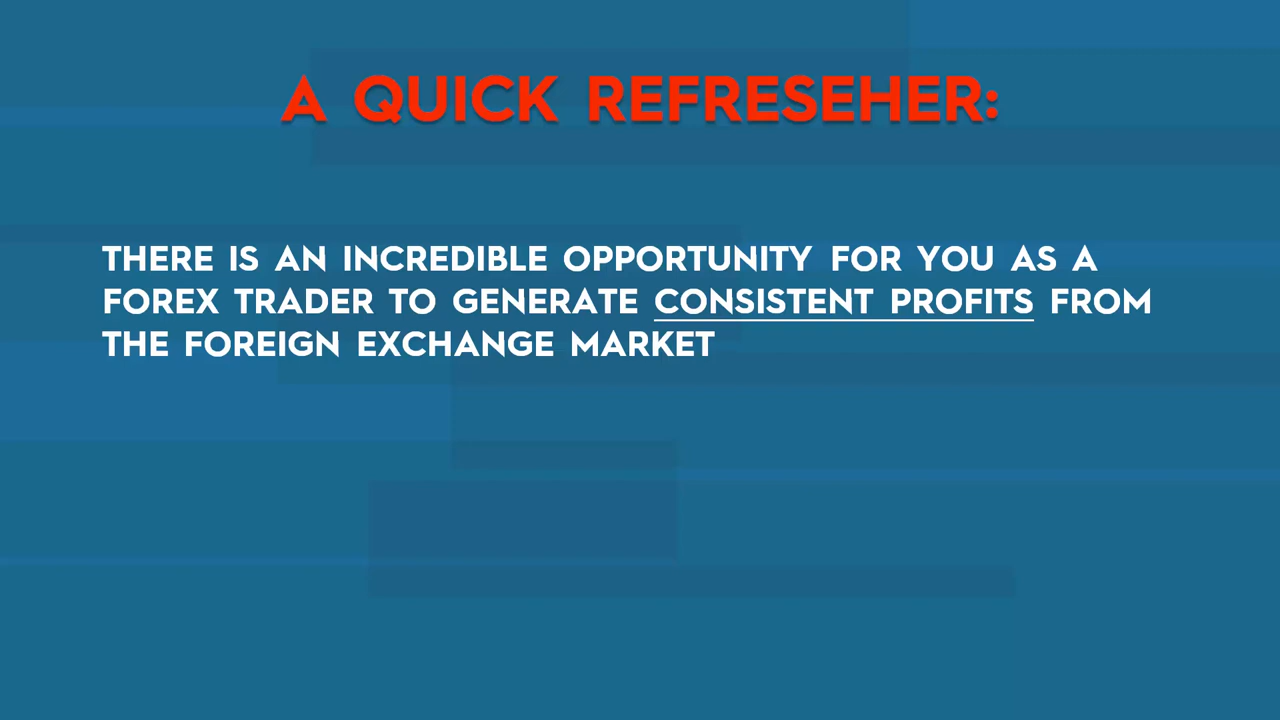 A QUICK REFRESEHER:
THERE IS AN INCREDIBLE OPPORTUNITY FOR YOU AS A
FOREX TRADER TO GENERATE CONSISTENT PROFITS FROM
THE FOREIGN EXCHANGE MARKET